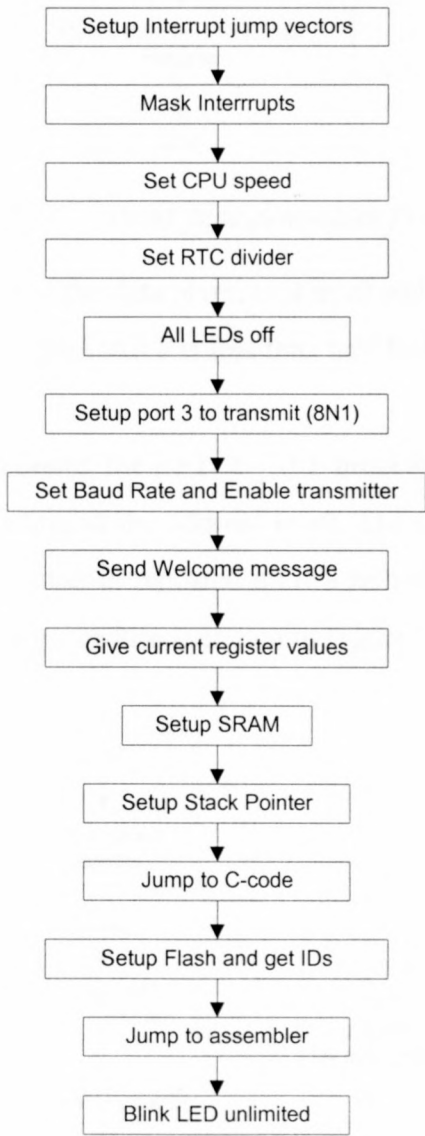 Setup Interrupt jump vectors
Mask Interrrupts
Set CPU speed
Set RTC divider
All LEDs off
Setup port 3 to transmit (8N1)
Set Baud Rate and Enable transmitter
Send Welcome message
Give current register values
Setup SRAM
Setup Stack Pointer
Jump to C-code
Setup Flash and get IDs
Jump to assembler
Blink LED unlimited